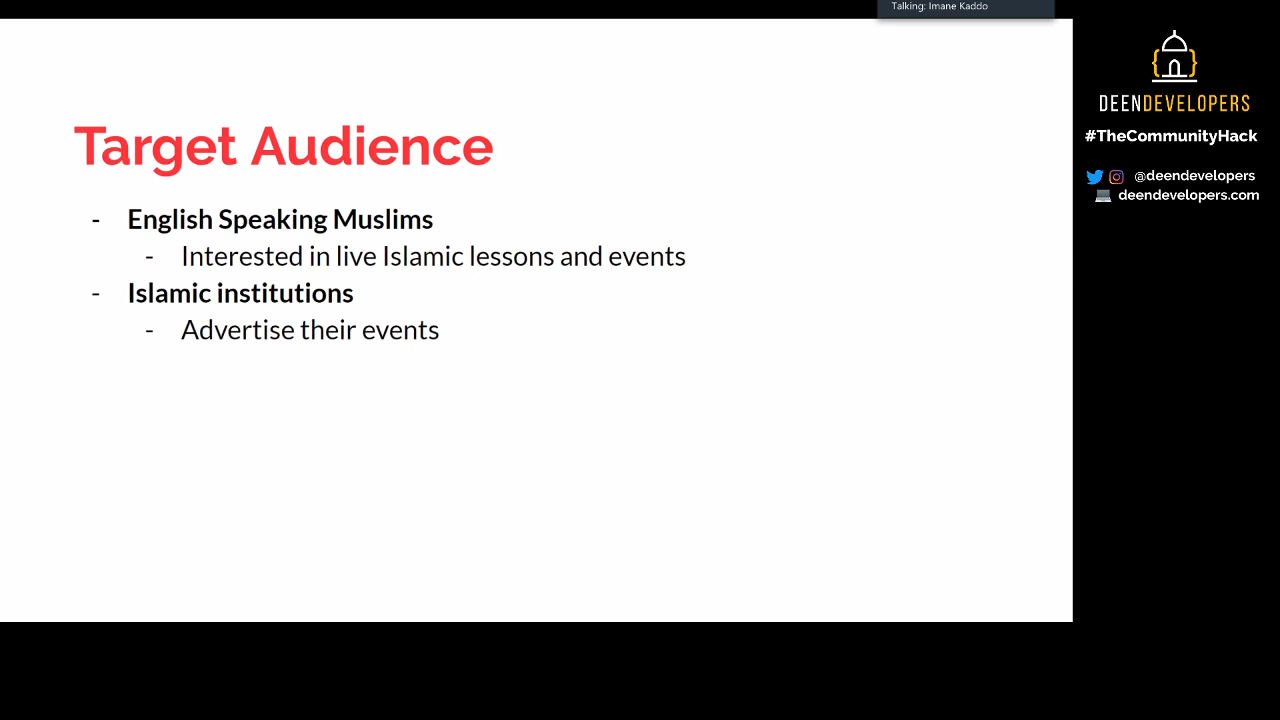 Talking: Imane Kaddo
Target Audience
- English Speaking Muslims
- Interested in live Islamic lessons and events
- Islamic institutions
- Advertise their events
DEENDEVELOPERS
#TheCommunityHack
@deendevelopers
deendevelopers.com